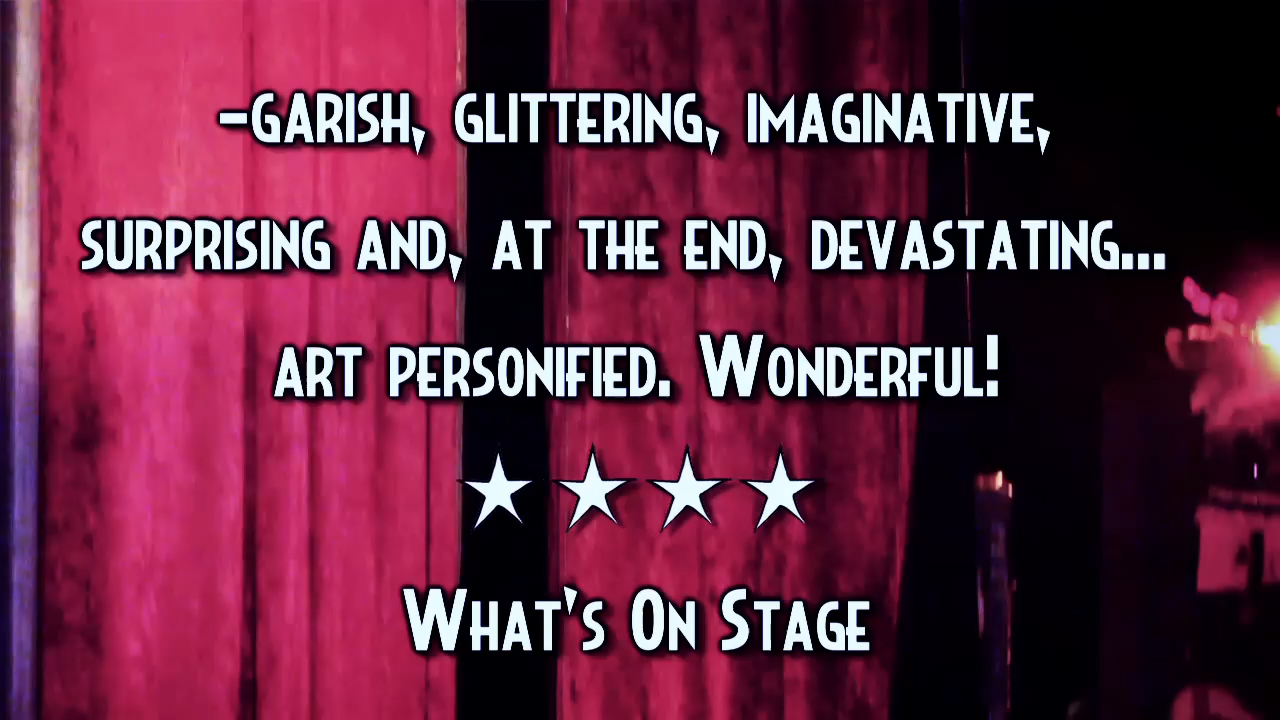 -GARISH, GLITTERING, IMAGINATIVE,
SURPRISING AND, AT THE END, DEVASTATING...
ART PERSONIFIED. WONDERFUL!
★ ★ ★ ★
WHAT'S ON STAGE